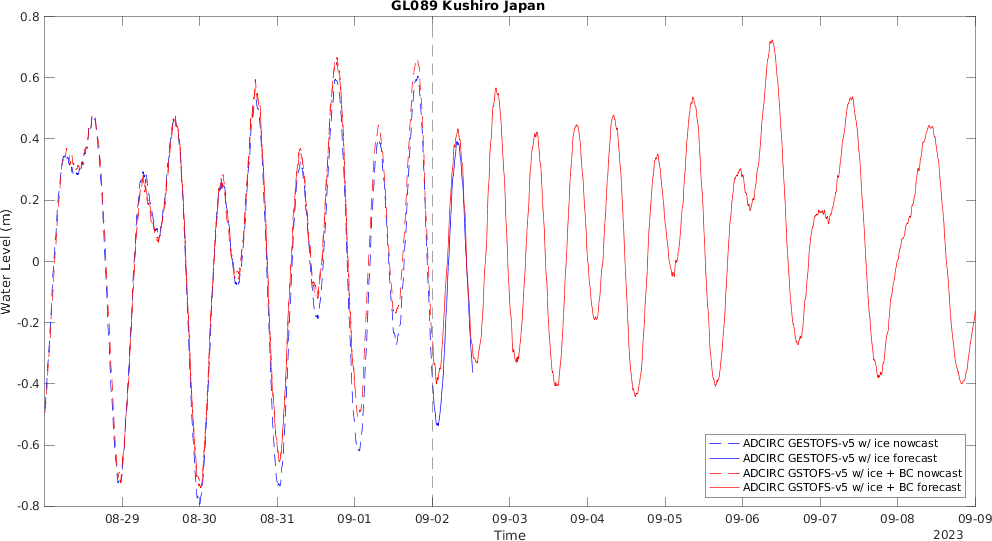 GL089 Kushiro Japan
0.8
0.6
0.4
0.2
0
-0.2
-0.4
-0.6
-0.8
Water Level (m)
ADCIRC GESTOFS-v5 w/ ice nowcast
ADCIRC GESTOFS-v5 w/ ice forecast
ADCIRC GSTOFS-v5 w/ ice + BC nowcast
ADCIRC GSTOFS-v5 w/ ice + BC forecast
08-29 08-30 08-31 09-01 09-02 09-03 09-04 09-05 09-06 09-07 09-08 09-09
Time
2023